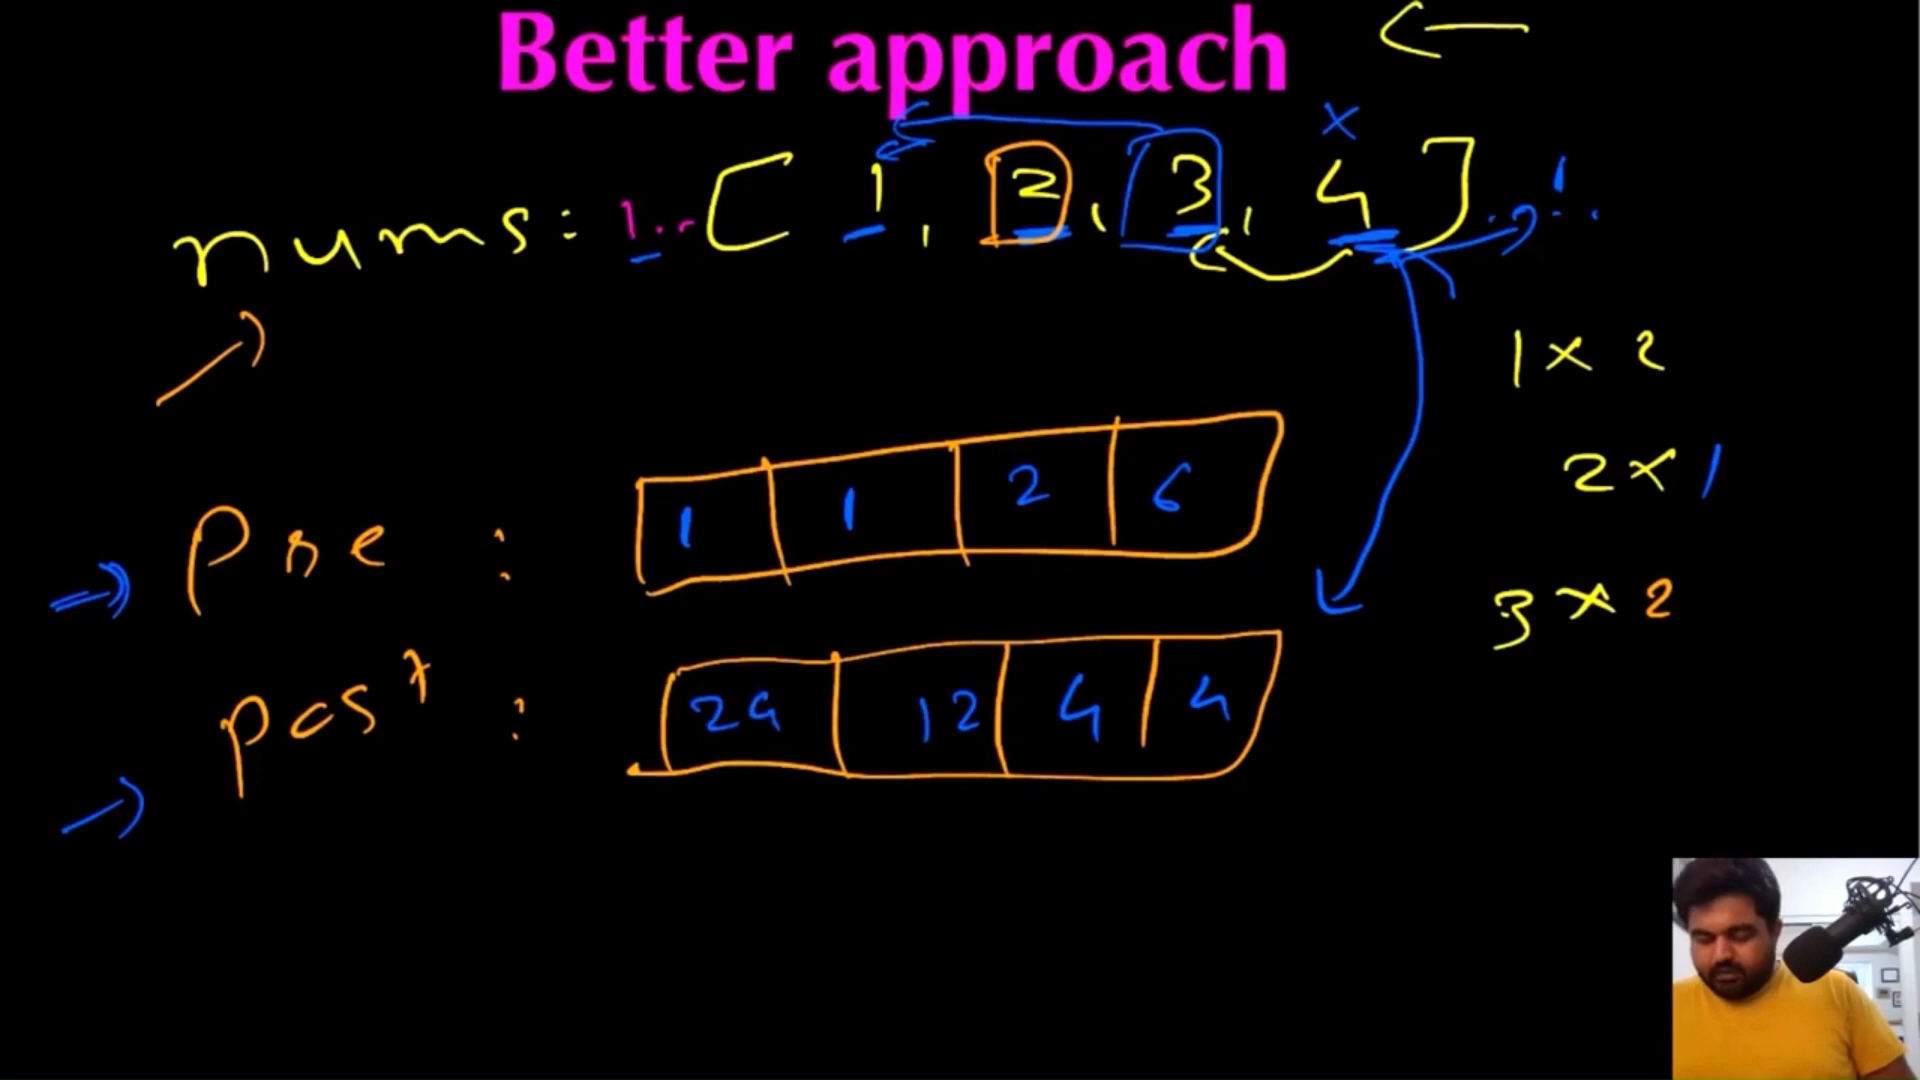 Better approach
x
nums: 1.. [ 1, 2, 3, 4 ] 1
1 x 2
2 x 1
Pre : 1 1 2 6
3 x 2
post : 24 12 4 4